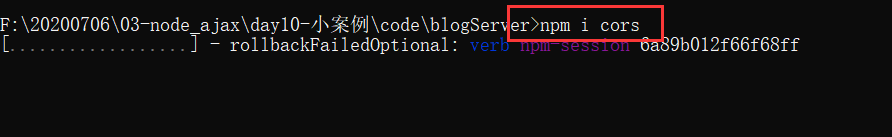 F:\20200706\03-node_ajax\day10-小案例\code\blogServer>npm i cors
[..................] - rollbackFailedOptional: verb npm-session 6a89b012f66f68ff